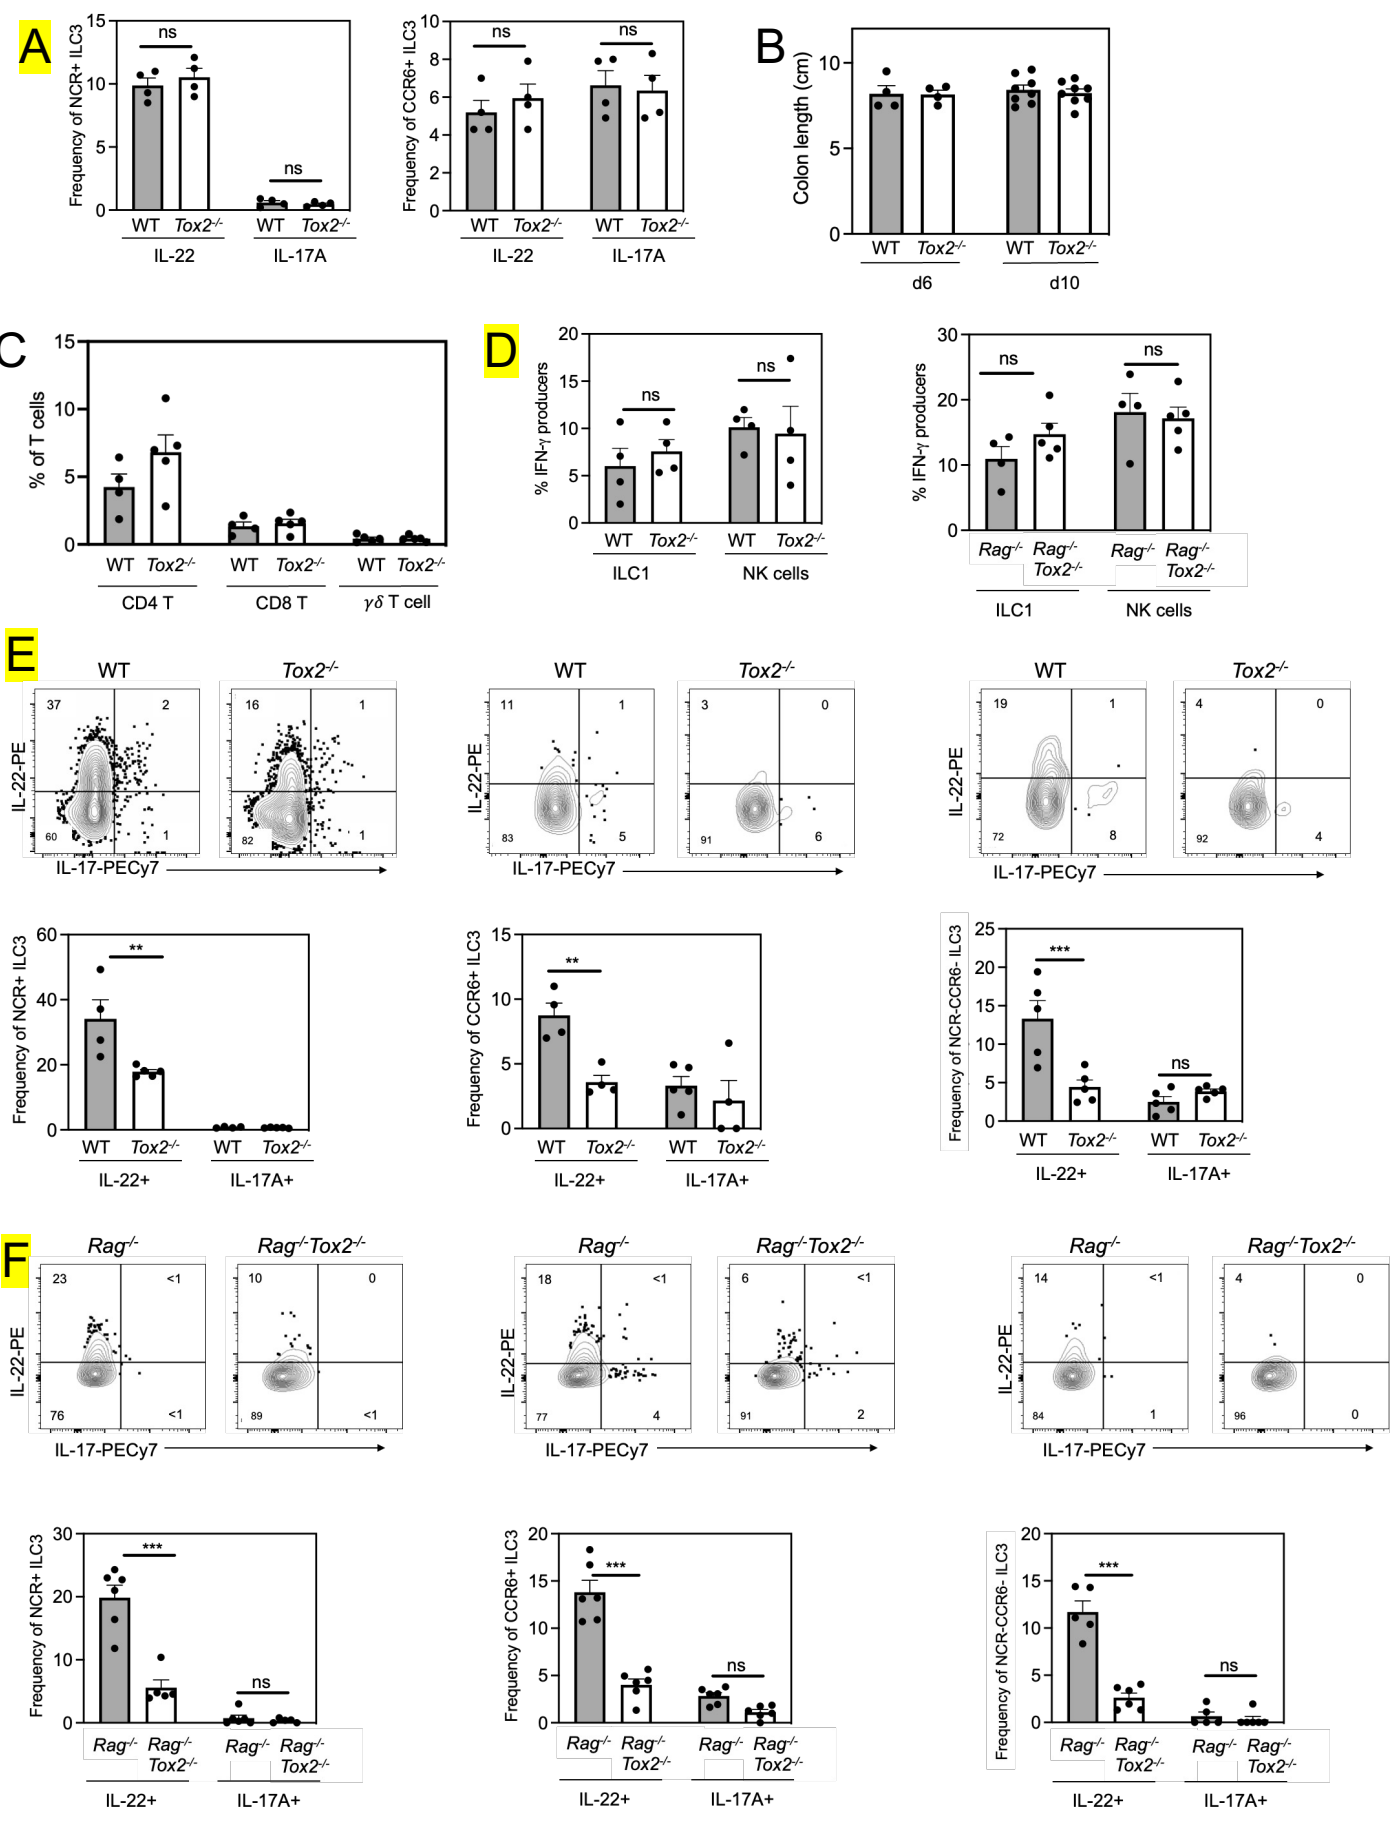 A
Frequency of NCR+ ILC3
15
10
5
0
ns
ns
WT Tox2-/- WT Tox2-/-
IL-22 IL-17A
Frequency of CCR6+ ILC3
10
8
6
4
2
0
ns
ns
WT Tox2-/- WT Tox2-/-
IL-22 IL-17A
B
Colon length (cm)
10
5
0
WT Tox2-/- WT Tox2-/-
d6 d10
C
% of T cells
15
10
5
0
WT Tox2-/- WT Tox2-/- WT Tox2-/-
CD4 T CD8 T γδ T cell
D
% IFN-γ producers
20
15
10
5
0
ns
ns
WT Tox2-/- WT Tox2-/-
ILC1 NK cells
% IFN-γ producers
30
20
10
0
ns
ns
Rag-/- Rag-/- Rag-/- Rag-/-
Tox2-/- Tox2-/-
ILC1 NK cells
E
WT Tox2-/-
IL-22-PE
37 2 16 1
60 1 82 1
IL-17-PECy7
WT Tox2-/-
IL-22-PE
11 1 3 0
83 5 91 6
IL-17-PECy7
WT Tox2-/-
IL-22-PE
19 1 4 0
72 8 92 4
IL-17-PECy7
Frequency of NCR+ ILC3
60
40
20
0
**
WT Tox2-/- WT Tox2-/-
IL-22+ IL-17A+
Frequency of CCR6+ ILC3
15
10
5
0
**
WT Tox2-/- WT Tox2-/-
IL-22+ IL-17A+
Frequency of NCR-CCR6- ILC3
25
20
15
10
5
0
***
ns
WT Tox2-/- WT Tox2-/-
IL-22+ IL-17A+
F
Rag-/- Rag-/-Tox2-/-
IL-22-PE
23 <1 10 0
76 <1 89 <1
IL-17-PECy7
Rag-/- Rag-/-Tox2-/-
IL-22-PE
18 <1 6 <1
77 4 91 2
IL-17-PECy7
Rag-/- Rag-/-Tox2-/-
IL-22-PE
14 <1 4 0
84 1 96 0
IL-17-PECy7
Frequency of NCR+ ILC3
30
20
10
0
***
ns
Rag-/- Rag-/- Rag-/- Rag-/-
Tox2-/- Tox2-/-
IL-22+ IL-17A+
Frequency of CCR6+ ILC3
20
15
10
5
0
***
ns
Rag-/- Rag-/- Rag-/- Rag-/-
Tox2-/- Tox2-/-
IL-22+ IL-17A+
Frequency of NCR-CCR6- ILC3
20
15
10
5
0
***
ns
Rag-/- Rag-/- Rag-/- Rag-/-
Tox2-/- Tox2-/-
IL-22+ IL-17A+